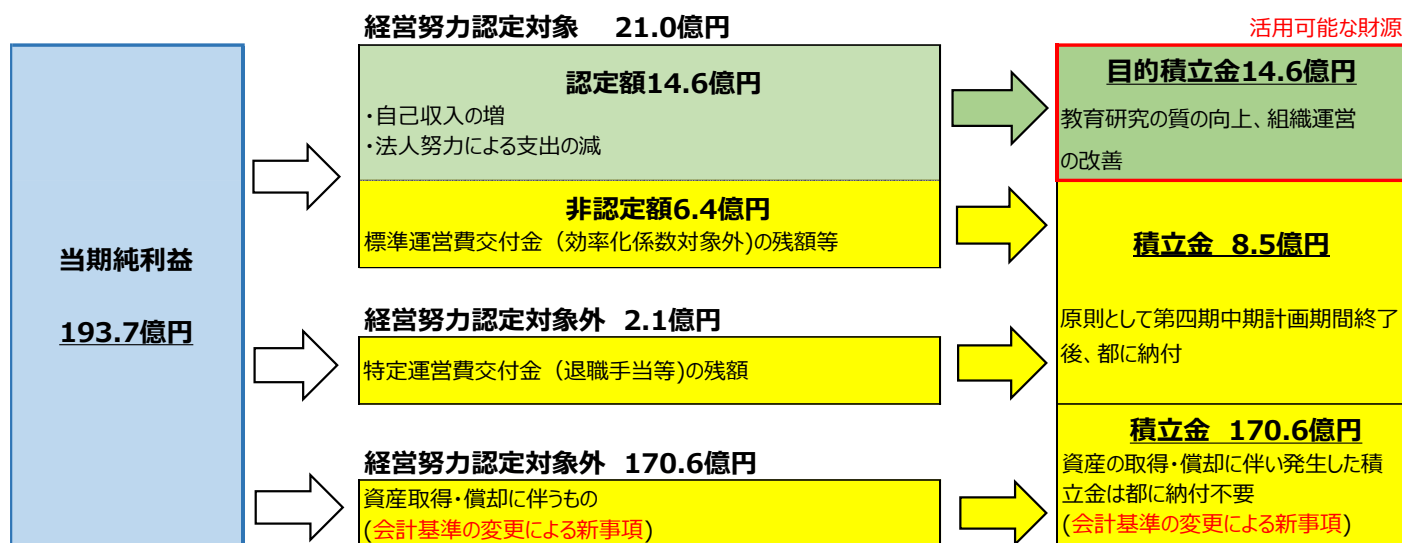 経営努力認定対象 21.0億円
活用可能な財源
認定額14.6億円
・自己収入の増
・法人努力による支出の減
目的積立金14.6億円
教育研究の質の向上、組織運営
の改善
非認定額6.4億円
標準運営費交付金（効率化係数対象外)の残額等
当期純利益
193.7億円
積立金 8.5億円
原則として第四期中期計画期間終了
後、都に納付
経営努力認定対象外 2.1億円
特定運営費交付金（退職手当等)の残額
経営努力認定対象外 170.6億円
資産取得・償却に伴うもの
(会計基準の変更による新事項)
積立金 170.6億円
資産の取得・償却に伴い発生した積
立金は都に納付不要
(会計基準の変更による新事項)